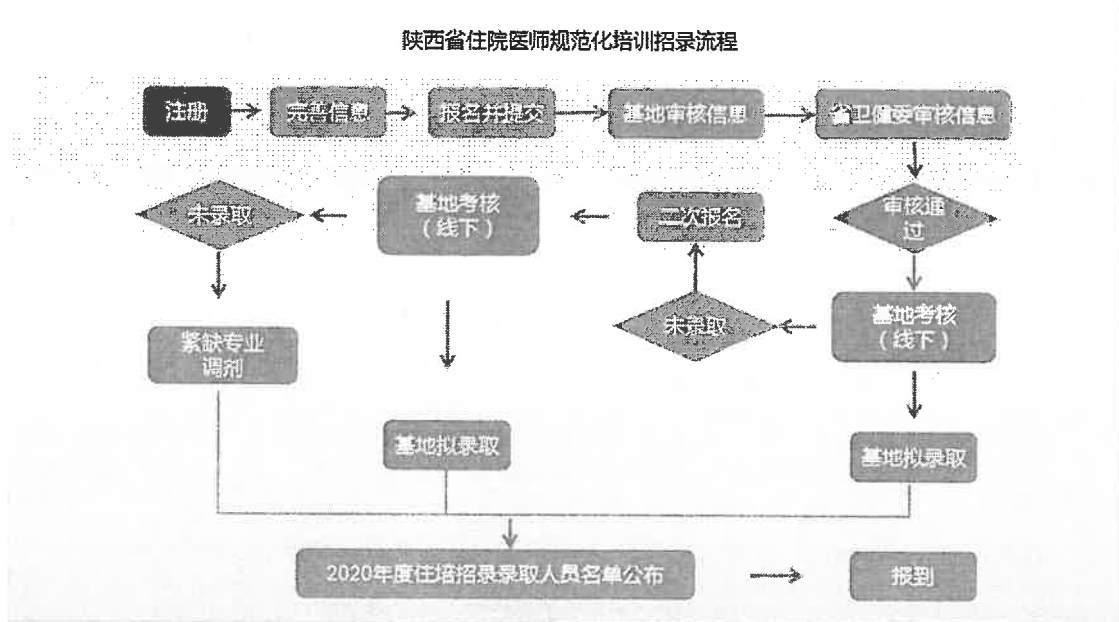 陕西省住院医师规范化培训招录流程
注册
完善信息
报名并提交
基地审核信息
省卫健委审核信息
未录取
基地考核
（线下）
二次报名
审核通
过
未录取
基地考核
（线下）
紧缺专业
调剂
基地拟录取
基地拟录取
2020年度住培招录录取人员名单公布
报到